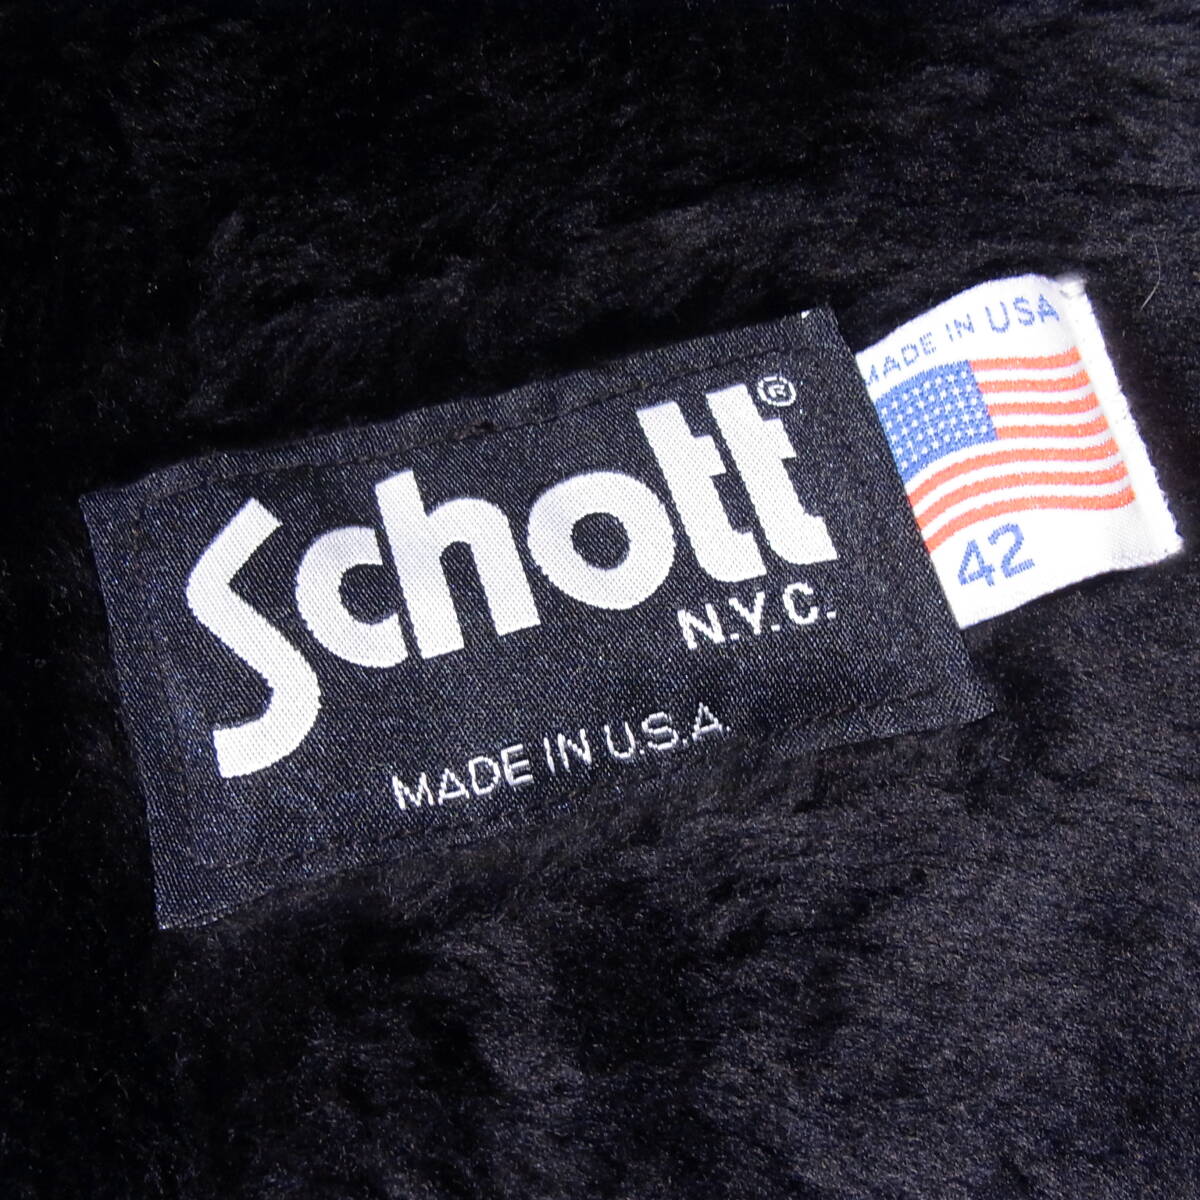 Schott®
N.Y.C.
MADE IN U.S.A.
MADE IN USA
42